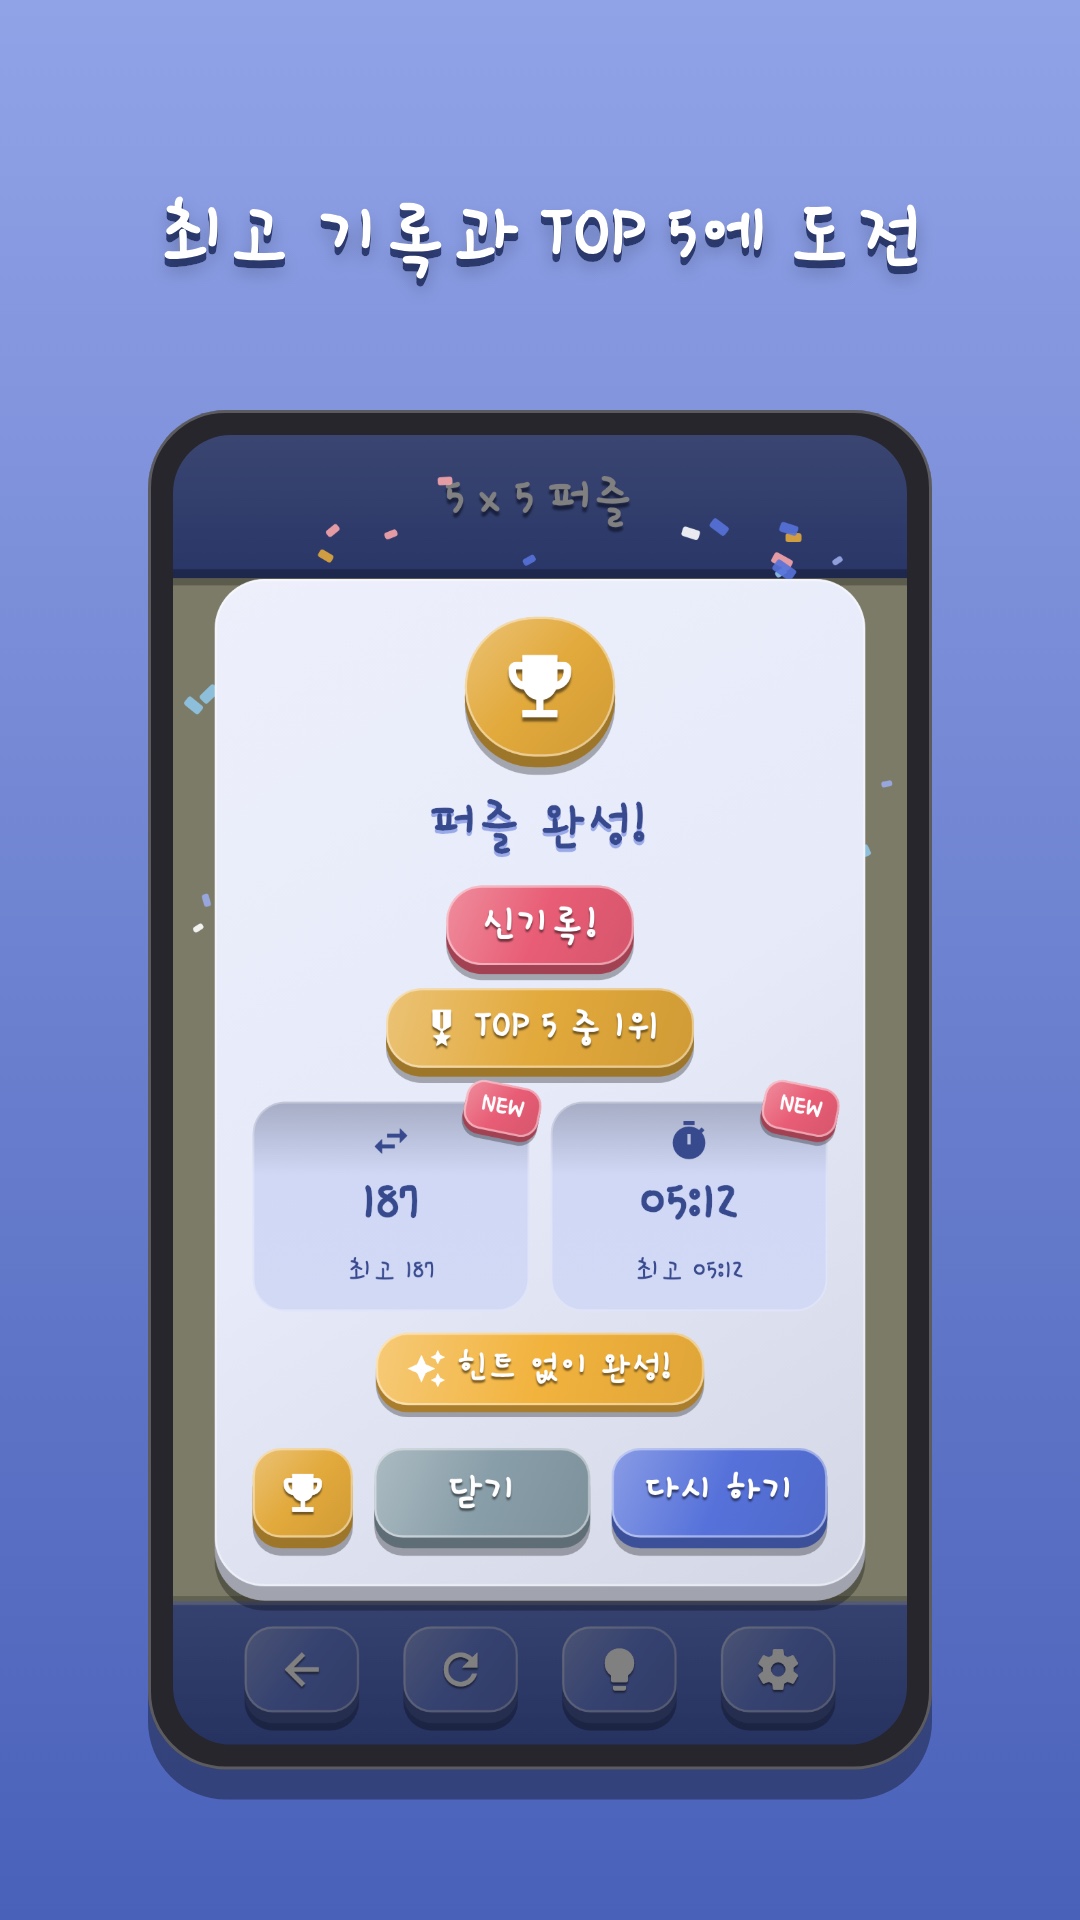 최고 기록과 TOP 5에 도전
5 x 5 퍼즐
퍼즐 완성!
신기록!
TOP 5 중 1위
NEW
NEW
187
05:12
최고 187
최고 05:12
힌트 없이 완성!
닫기
다시 하기